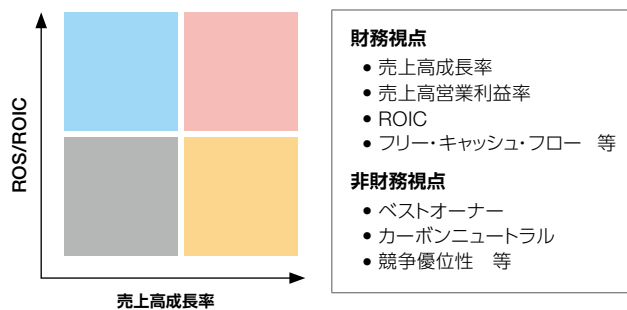 ROS/ROIC
売上高成長率
財務視点
• 売上高成長率
• 売上高営業利益率
• ROIC
• フリー・キャッシュ・フロー　等
非財務視点
• ベストオーナー
• カーボンニュートラル
• 競争優位性　等